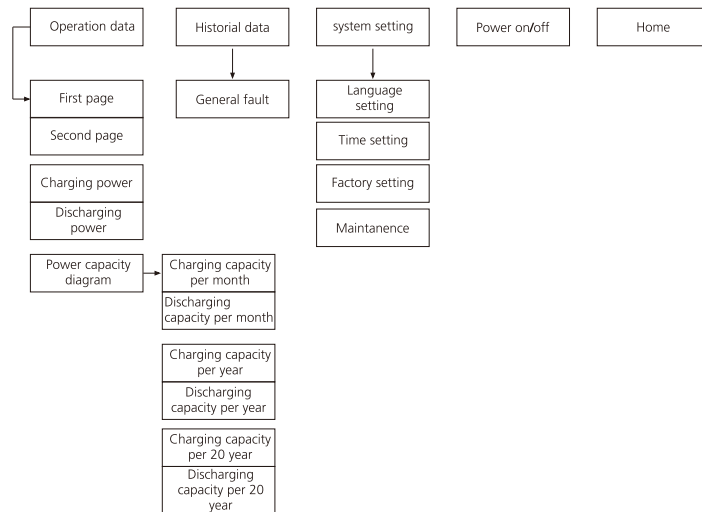 Operation data
Historial data
system setting
Power on/off
Home
First page
Second page
Charging power
Discharging
power
Power capacity
diagram
General fault
Language
setting
Time setting
Factory setting
Maintanence
Charging capacity
per month
Discharging
capacity per month
Charging capacity
per year
Discharging
capacity per year
Charging capacity
per 20 year
Discharging
capacity per 20
year